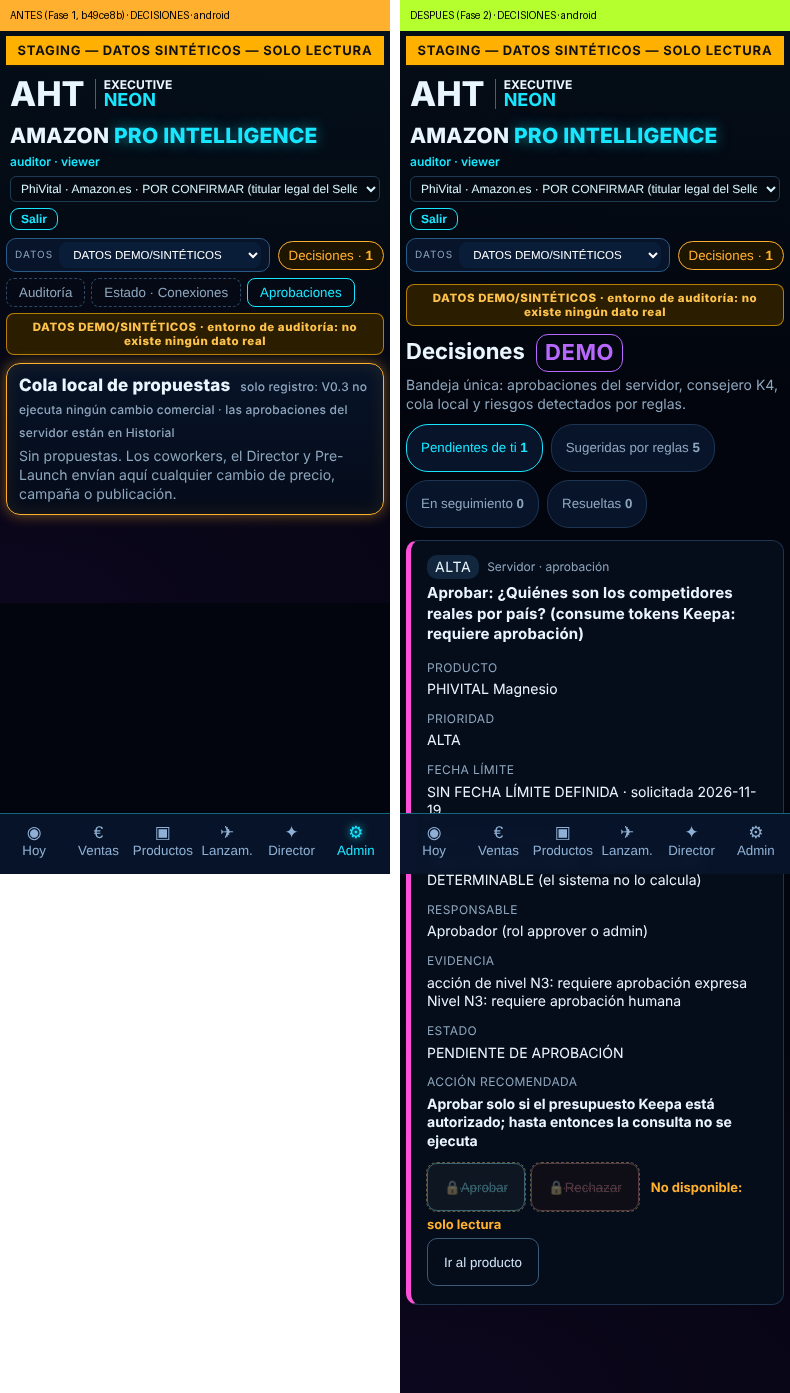 ANTES (Fase 1, b49ce8b) · DECISIONES · android
STAGING — DATOS SINTÉTICOS — SOLO LECTURA
AHT
EXECUTIVE
NEON
AMAZON PRO INTELLIGENCE
auditor · viewer
PhiVital · Amazon.es · POR CONFIRMAR (titular legal del Selle
Salir
DATOS DATOS DEMO/SINTÉTICOS
Decisiones · 1
Auditoría
Estado · Conexiones
Aprobaciones
DATOS DEMO/SINTÉTICOS · entorno de auditoría: no
existe ningún dato real
Cola local de propuestas solo registro: V0.3 no
ejecuta ningún cambio comercial · las aprobaciones del
servidor están en Historial
Sin propuestas. Los coworkers, el Director y Pre-
Launch envían aquí cualquier cambio de precio,
campaña o publicación.
◉ € ▣ ✈ ✦ ⚙
Hoy Ventas Productos Lanzam. Director Admin
DESPUES (Fase 2) · DECISIONES · android
STAGING — DATOS SINTÉTICOS — SOLO LECTURA
AHT
EXECUTIVE
NEON
AMAZON PRO INTELLIGENCE
auditor · viewer
PhiVital · Amazon.es · POR CONFIRMAR (titular legal del Selle
Salir
DATOS DATOS DEMO/SINTÉTICOS
Decisiones · 1
DATOS DEMO/SINTÉTICOS · entorno de auditoría: no
existe ningún dato real
Decisiones DEMO
Bandeja única: aprobaciones del servidor, consejero K4,
cola local y riesgos detectados por reglas.
Pendientes de ti 1
Sugeridas por reglas 5
En seguimiento 0
Resueltas 0
ALTA Servidor · aprobación
Aprobar: ¿Quiénes son los competidores
reales por país? (consume tokens Keepa:
requiere aprobación)
PRODUCTO
PHIVITAL Magnesio
PRIORIDAD
ALTA
FECHA LÍMITE
SIN FECHA LÍMITE DEFINIDA · solicitada 2026-11-
19
◉ € ▣ ✈ ✦ ⚙
Hoy Ventas Productos Lanzam. Director Admin
DETERMINABLE (el sistema no lo calcula)
RESPONSABLE
Aprobador (rol approver o admin)
EVIDENCIA
acción de nivel N3: requiere aprobación expresa
Nivel N3: requiere aprobación humana
ESTADO
PENDIENTE DE APROBACIÓN
ACCIÓN RECOMENDADA
Aprobar solo si el presupuesto Keepa está
autorizado; hasta entonces la consulta no se
ejecuta
🔒Aprobar
🔒Rechazar
No disponible:
solo lectura
Ir al producto